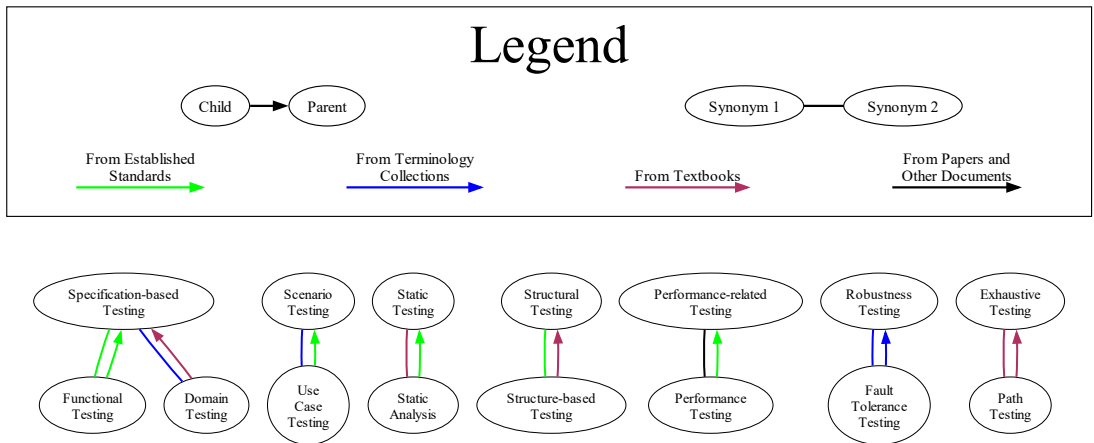 Legend
Child
Parent
Synonym 1
Synonym 2
From Established
Standards
From Terminology
Collections
From Textbooks
From Papers and
Other Documents
Specification-based
Testing
Scenario
Testing
Static
Testing
Structural
Testing
Performance-related
Testing
Robustness
Testing
Exhaustive
Testing
Functional
Testing
Domain
Testing
Use
Case
Testing
Static
Analysis
Structure-based
Testing
Performance
Testing
Fault
Tolerance
Testing
Path
Testing